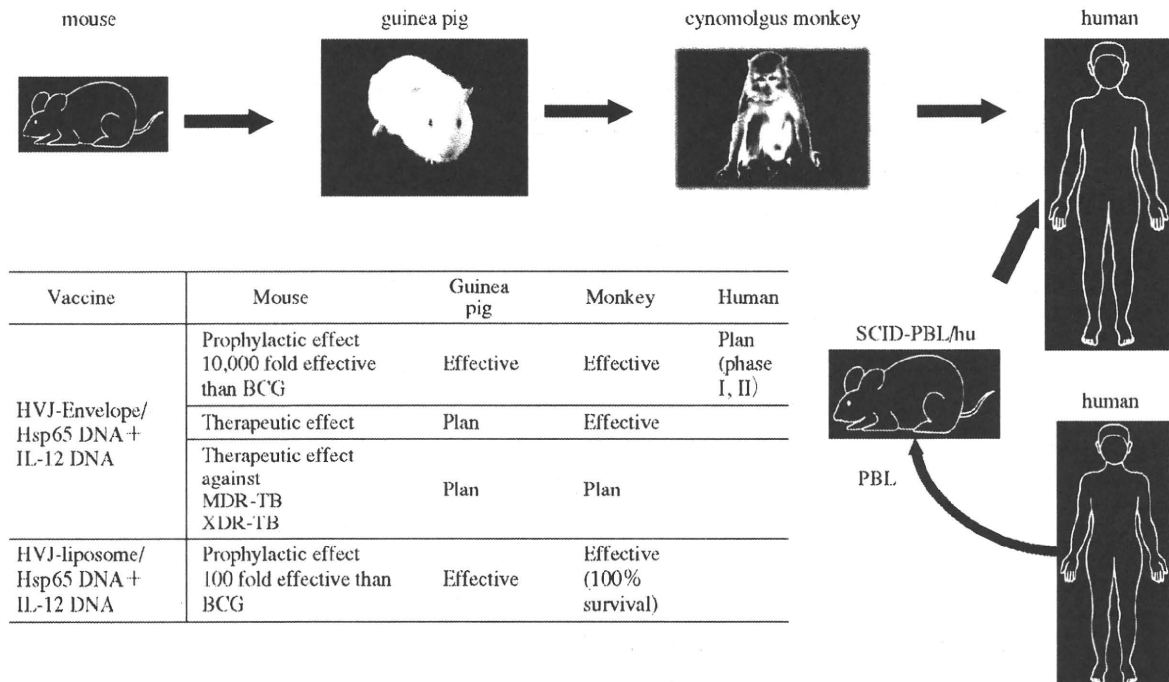 mouse
guinea pig
cynomolgus monkey
human
Vaccine
Mouse
Guinea
pig
Monkey
Human
HVJ-Envelope/
Hsp65 DNA+
IL-12 DNA
Prophylactic effect
10,000 fold effective
than BCG
Effective
Effective
Plan
(phase
I, II)
Therapeutic effect
Plan
Effective
Therapeutic effect
against
MDR-TB
XDR-TB
Plan
Plan
HVJ-liposome/
Hsp65 DNA+
IL-12 DNA
Prophylactic effect
100 fold effective than
BCG
Effective
Effective
(100%
survival)
SCID-PBL/hu
human
PBL